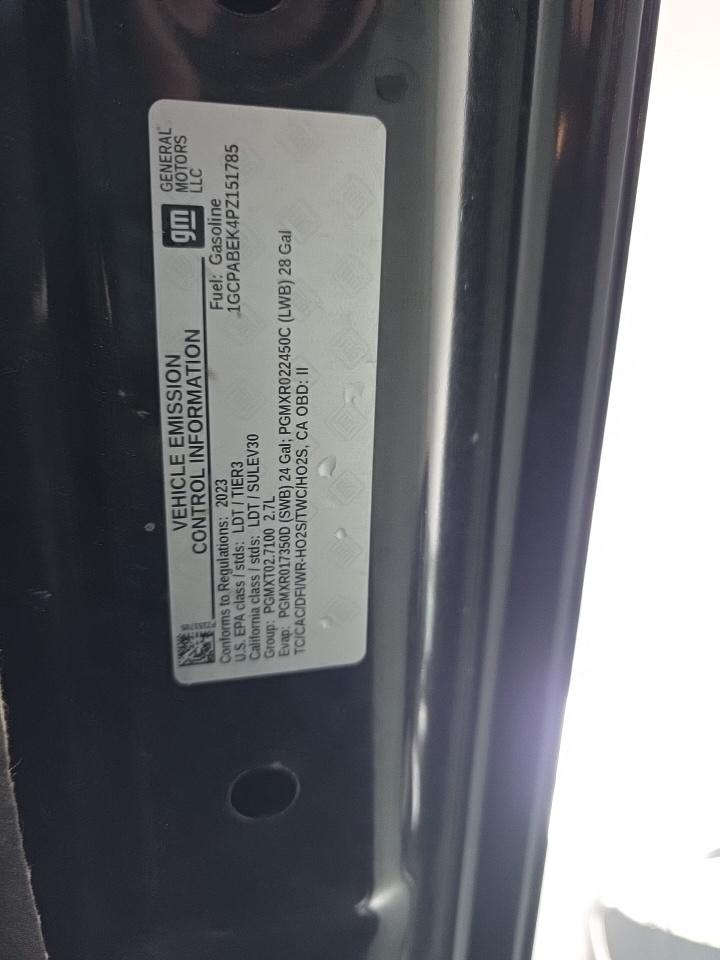 VEHICLE EMISSION
CONTROL INFORMATION
gm
GENERAL
MOTORS
LLC
Conforms to Regulations: 2023
Fuel: Gasoline
U.S. EPA class / stds: LDT / TIER3
1GCPABEK4PZ151785
California class / stds: LDT / SULEV30
Group: PGMXT02.7100 2.7L
Evap: PGMXR017350D (SWB) 24 Gal; PGMXR022450C (LWB) 28 Gal
TC/CAC/DFI/WR-HO2S/TWC/HO2S, CA OBD: II